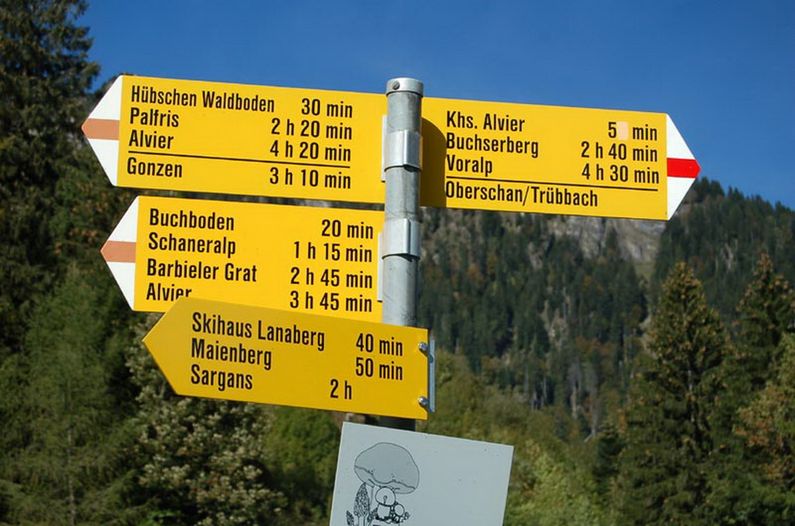 Hübschen Waldboden 30 min
Palfris 2 h 20 min
Alvier 4 h 20 min
Gonzen 3 h 10 min
Khs. Alvier 5 min
Buchserberg 2 h 40 min
Voralp 4 h 30 min
Oberschan/Trübbach
Buchboden 20 min
Schaneralp 1 h 15 min
Barbieler Grat 2 h 45 min
Alvier 3 h 45 min
Skihaus Lanaberg 40 min
Maienberg 50 min
Sargans 2 h